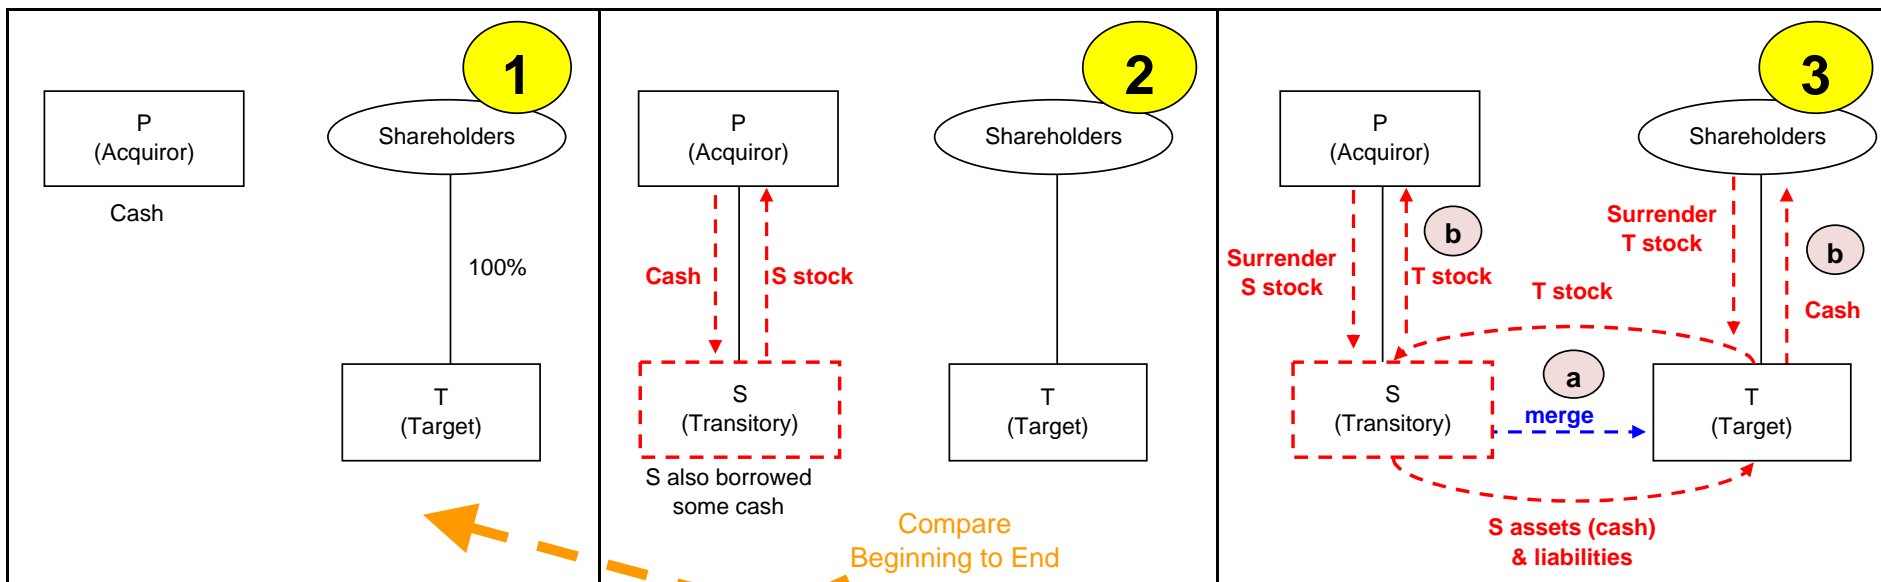 1
P
(Acquiror)
Cash
Shareholders
100%
T
(Target)
2
P
(Acquiror)
Cash
S stock
S
(Transitory)
S also borrowed
some cash
Shareholders
T
(Target)
Compare
Beginning to End
3
P
(Acquiror)
Surrender
S stock
b
T stock
S
(Transitory)
T stock
a
merge
Shareholders
Surrender
T stock
b
Cash
T
(Target)
S assets (cash)
& liabilities